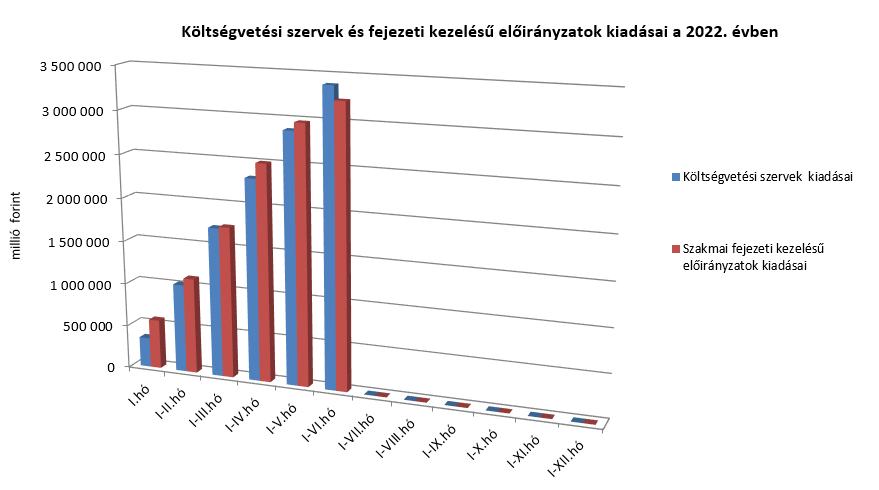 Költségvetési szervek és fejezeti kezelésű előirányzatok kiadásai a 2022. évben
millió forint
3 500 000
3 000 000
2 500 000
2 000 000
1 500 000
1 000 000
500 000
0
I.hó
I-II.hó
I-III.hó
I-IV.hó
I-V.hó
I-VI.hó
I-VII.hó
I-VIII.hó
I-IX.hó
I-X.hó
I-XI.hó
I-XII.hó
Költségvetési szervek kiadásai
Szakmai fejezeti kezelésű
előirányzatok kiadásai